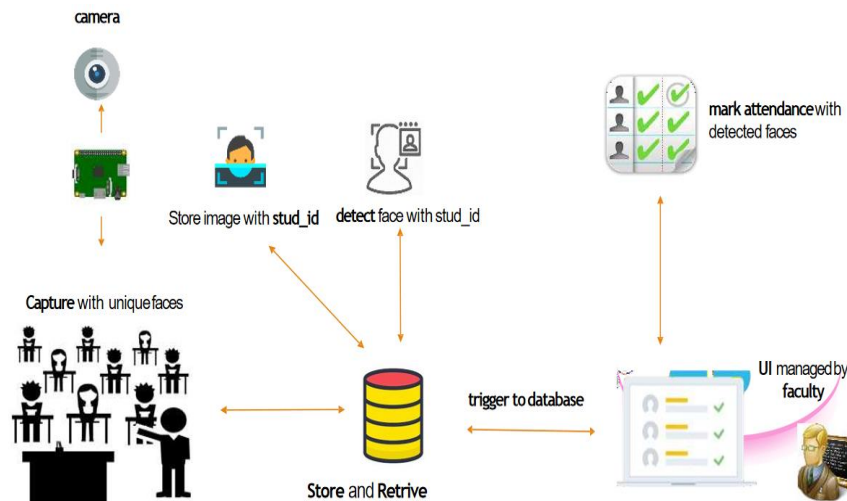 camera
mark attendance with
detected faces
Store image with stud_id
detect face with stud_id
Capture with unique faces
UI managed by
faculty
trigger to database
Store and Retrive